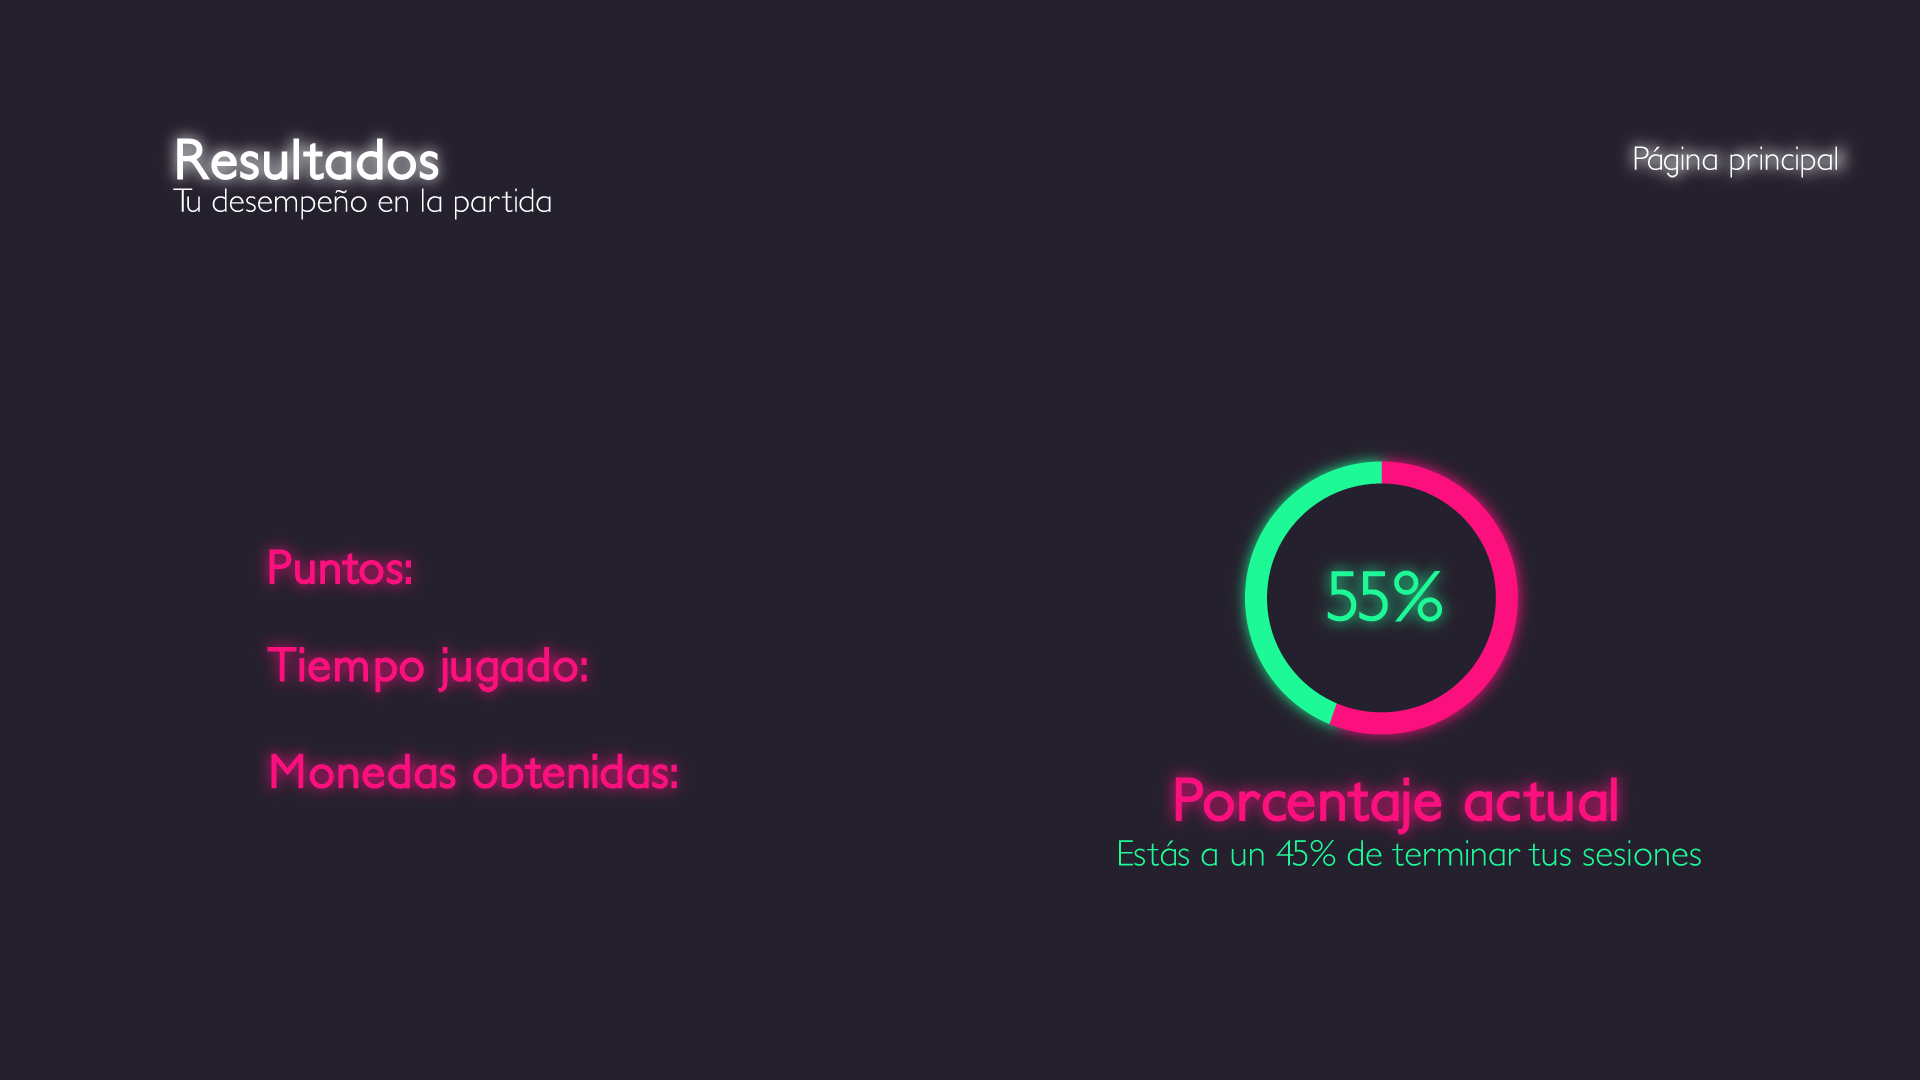 Resultados
Tu desempeño en la partida
Página principal
Puntos:
Tiempo jugado:
Monedas obtenidas:
55%
Porcentaje actual
Estás a un 45% de terminar tus sesiones